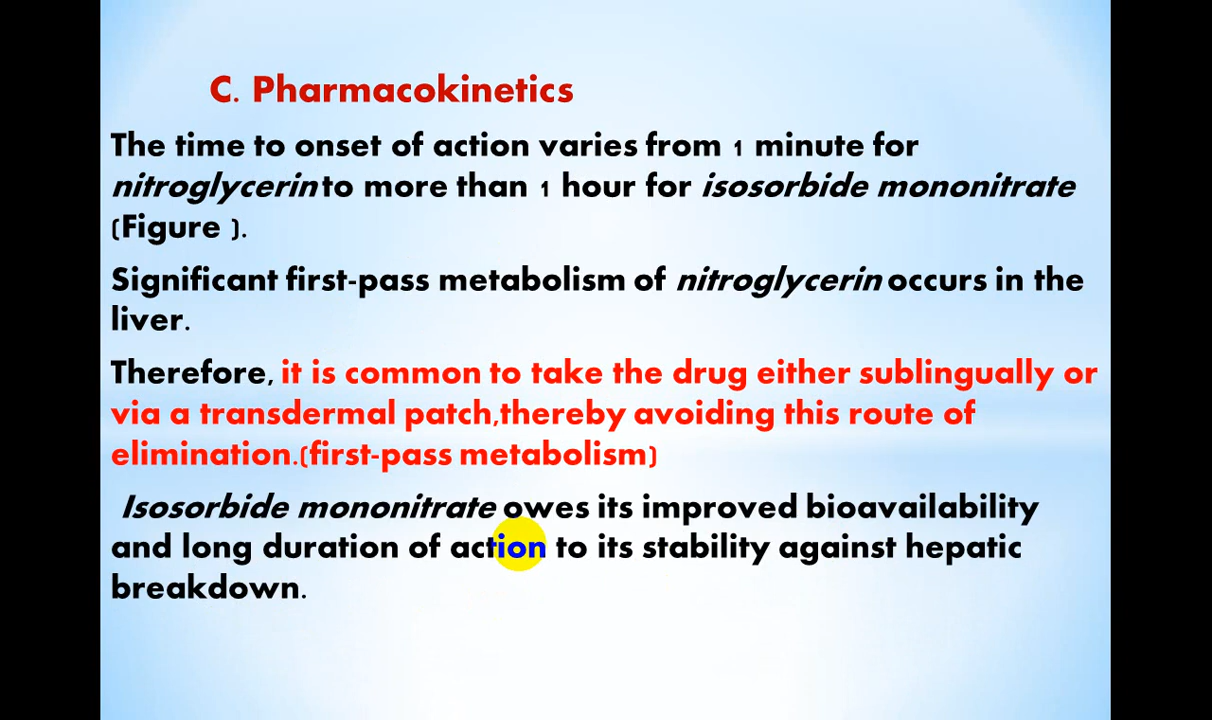 C. Pharmacokinetics
The time to onset of action varies from 1 minute for
nitroglycerin to more than 1 hour for isosorbide mononitrate
(Figure ).
Significant first-pass metabolism of nitroglycerin occurs in the
liver.
Therefore, it is common to take the drug either sublingually or
via a transdermal patch,thereby avoiding this route of
elimination.(first-pass metabolism)
Isosorbide mononitrate owes its improved bioavailability
and long duration of action to its stability against hepatic
breakdown.